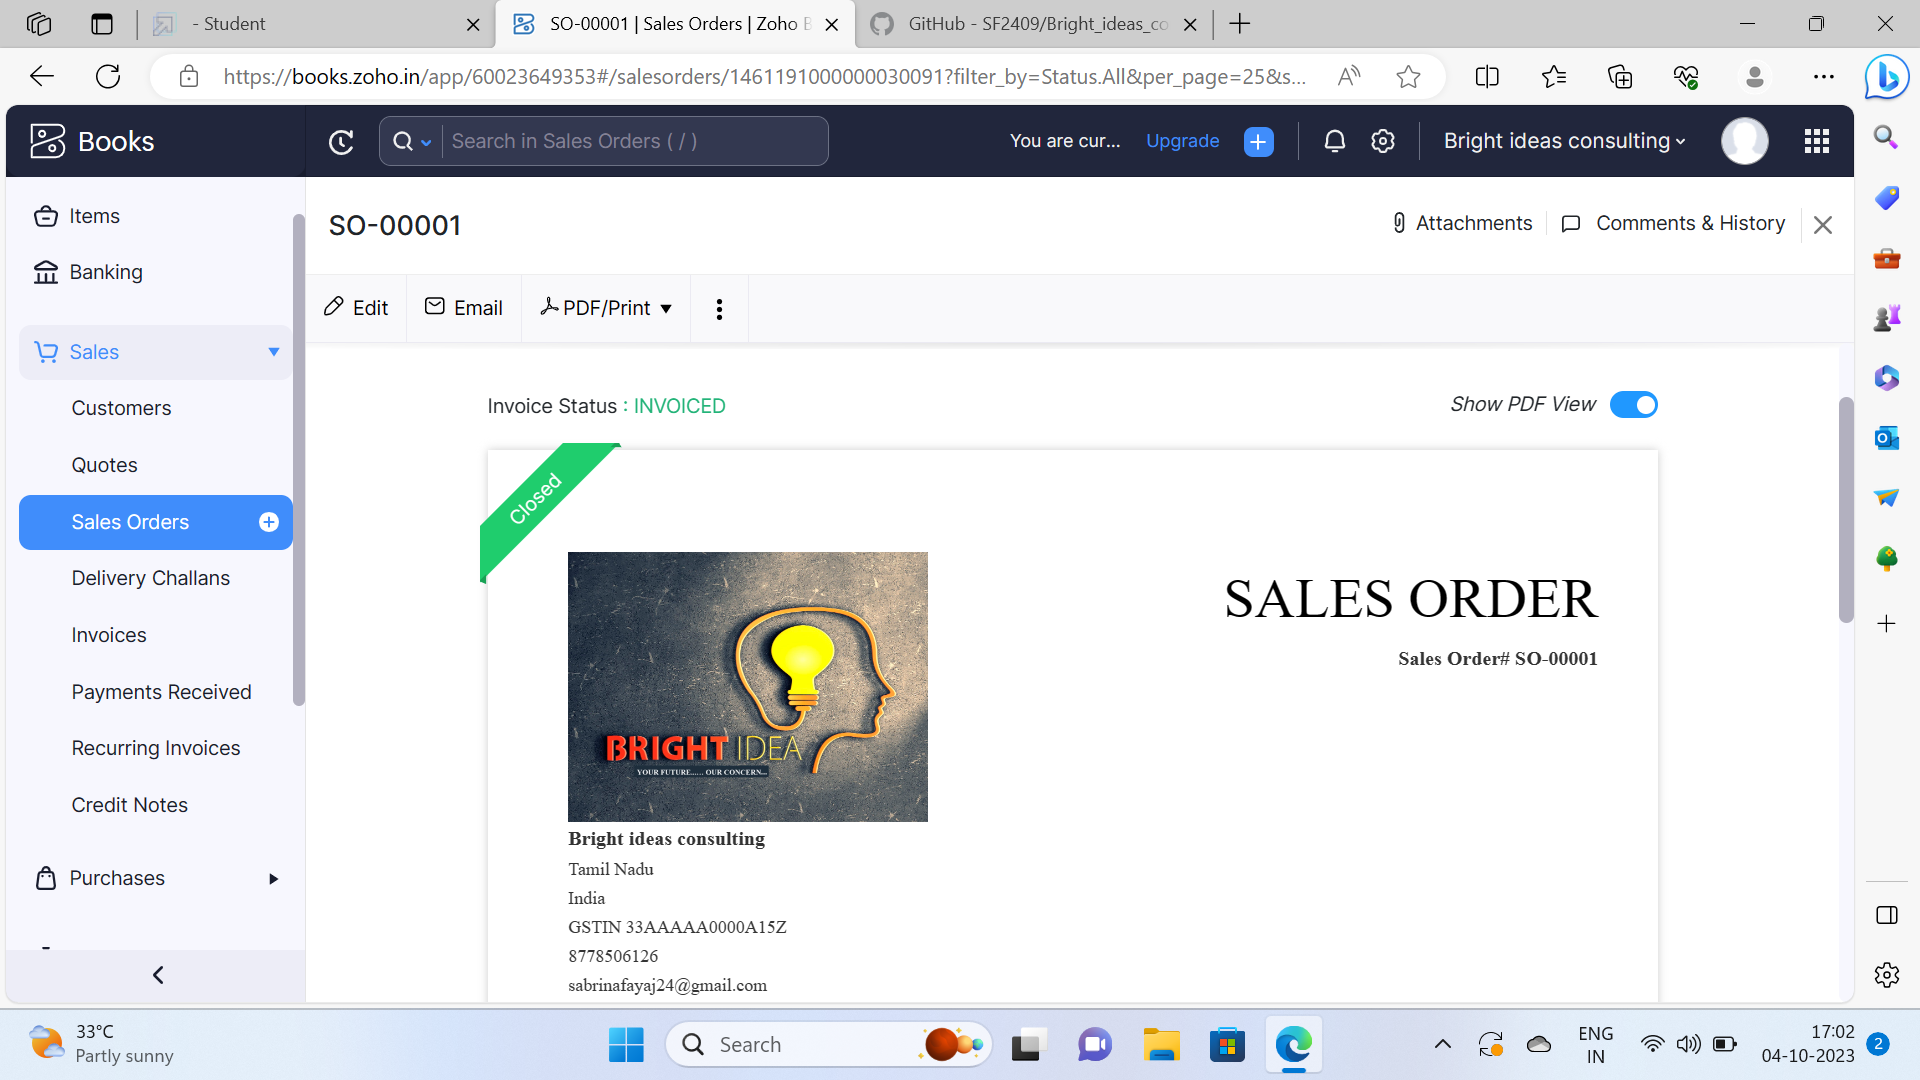 - Student
SO-00001 | Sales Orders | Zoho B
GitHub - SF2409/Bright_ideas_co
https://books.zoho.in/app/60023649353#/salesorders/1461191000000030091?filter_by=Status.All&per_page=25&s...
Books
Search in Sales Orders ( / )
You are cur...
Upgrade
Bright ideas consulting
Items
Banking
Sales
Customers
Quotes
Sales Orders
Delivery Challans
Invoices
Payments Received
Recurring Invoices
Credit Notes
Purchases
SO-00001
Attachments
Comments & History
Edit
Email
PDF/Print
Invoice Status : INVOICED
Show PDF View
Closed
BRIGHT IDEA
YOUR FUTURE...... OUR CONCERN...
SALES ORDER
Sales Order# SO-00001
Bright ideas consulting
Tamil Nadu
India
GSTIN 33AAAAA0000A15Z
8778506126
sabrinafayaj24@gmail.com
33°C
Partly sunny
Search
ENG
IN
17:02
04-10-2023
2